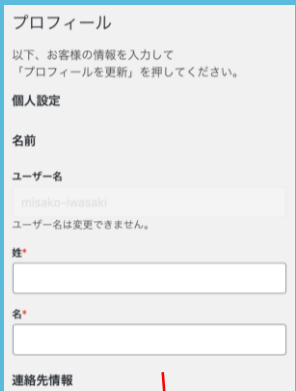 プロフィール
以下、お客様の情報を入力して
「プロフィールを更新」を押してください。
個人設定
名前
ユーザー名
misako-iwasaki
ユーザー名は変更できません。
姓*
名*
連絡先情報